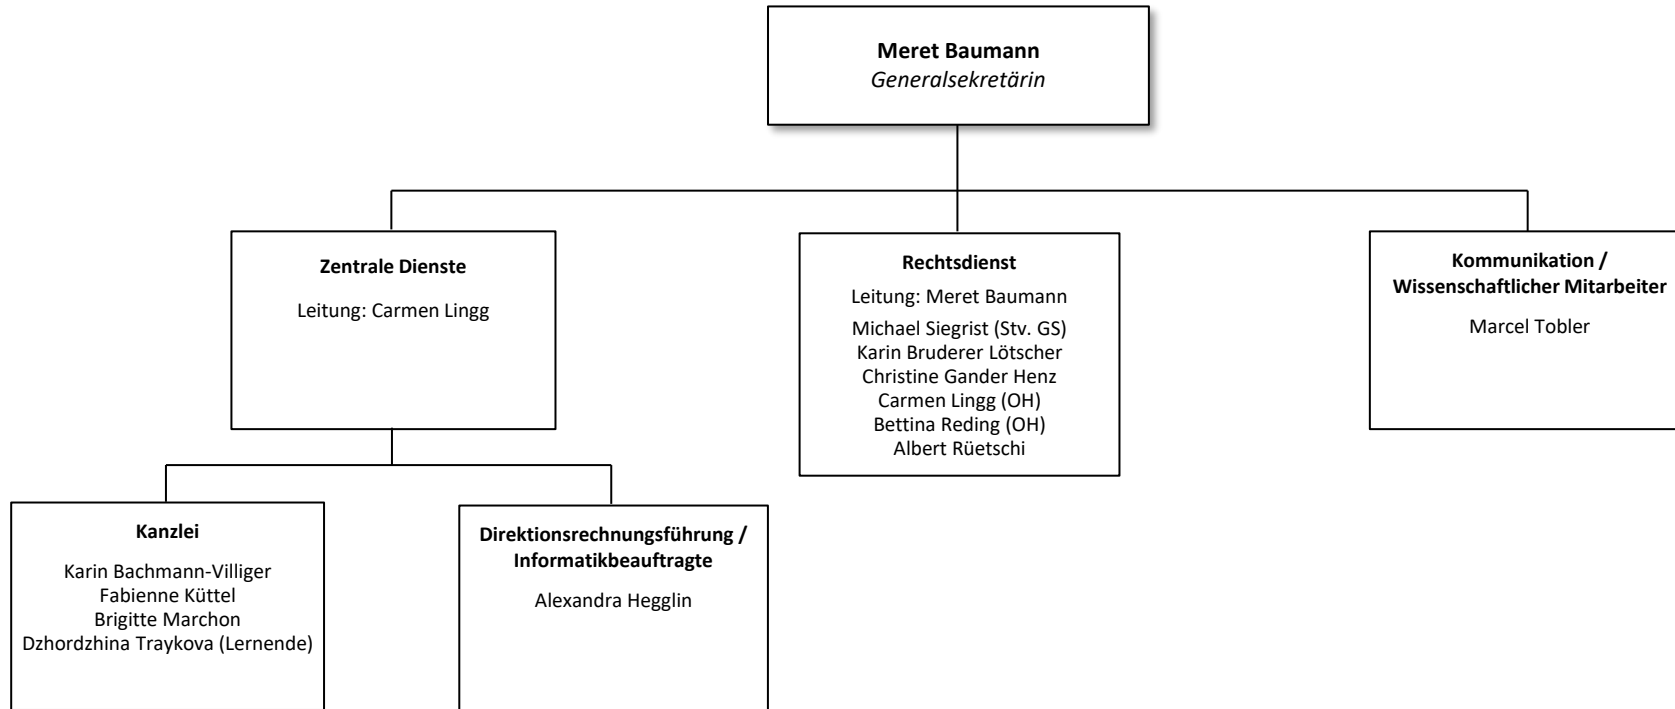 Meret Baumann
Generalsekretärin
Zentrale Dienste
Leitung: Carmen Lingg
Rechtsdienst
Leitung: Meret Baumann
Michael Siegrist (Stv. GS)
Karin Bruderer Lötscher
Christine Gander Henz
Carmen Lingg (OH)
Bettina Reding (OH)
Albert Rüetschi
Kommunikation /
Wissenschaftlicher Mitarbeiter
Marcel Tobler
Kanzlei
Karin Bachmann-Villiger
Fabienne Küttel
Brigitte Marchon
Dzhordzhina Traykova (Lernende)
Direktionsrechnungsführung /
Informatikbeauftragte
Alexandra Hegglin